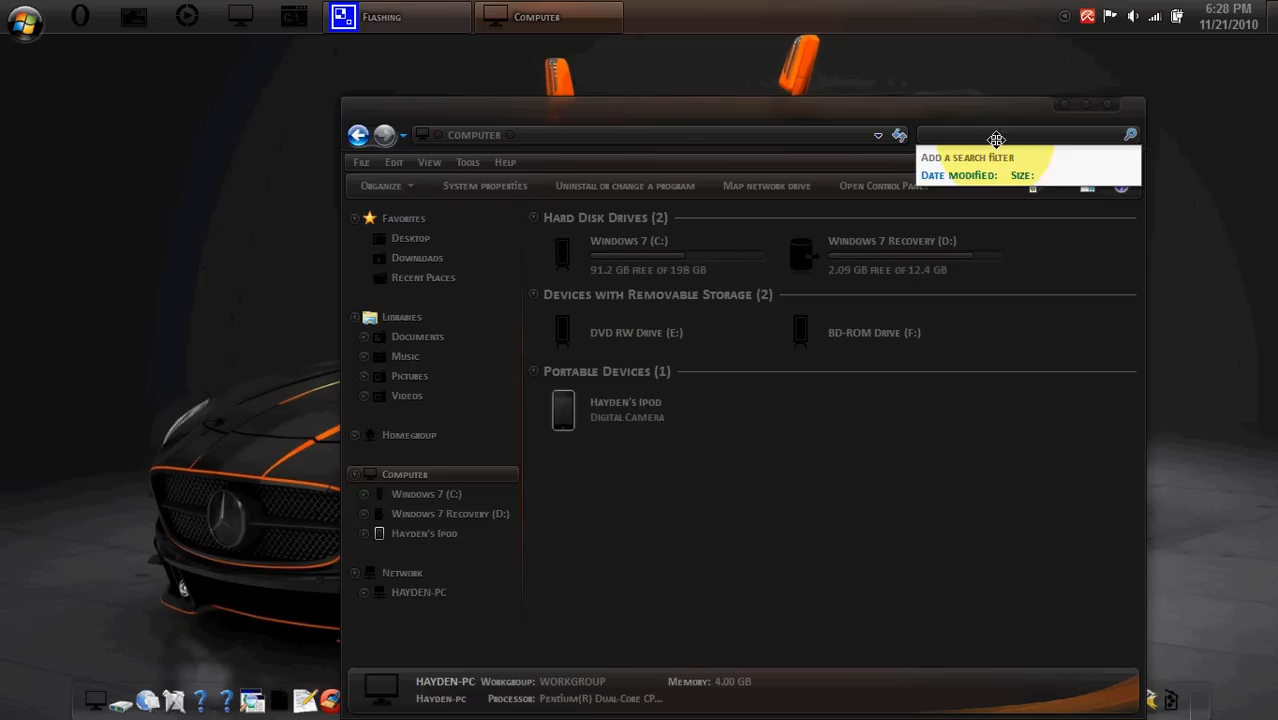 C:\
Flashing
Computer
6:28 PM
11/21/2010
Computer
Add a search filter
Date modified: Size:
File Edit View Tools Help
Organize System properties Uninstall or change a program Map network drive Open Control Pane
Favorites
Desktop
Downloads
Recent Places
Libraries
Documents
Music
Pictures
Videos
Homegroup
Computer
Windows 7 (C:)
Windows 7 Recovery (D:)
Hayden's Ipod
Network
HAYDEN-PC
Hard Disk Drives (2)
Windows 7 (C:)
91.2 GB free of 198 GB
Windows 7 Recovery (D:)
2.09 GB free of 12.4 GB
Devices with Removable Storage (2)
DVD RW Drive (E:)
BD-ROM Drive (F:)
Portable Devices (1)
Hayden's Ipod
Digital Camera
HAYDEN-PC Workgroup: WORKGROUP Memory: 4.00 GB
Hayden-pc Processor: Pentium(R) Dual-Core CP...